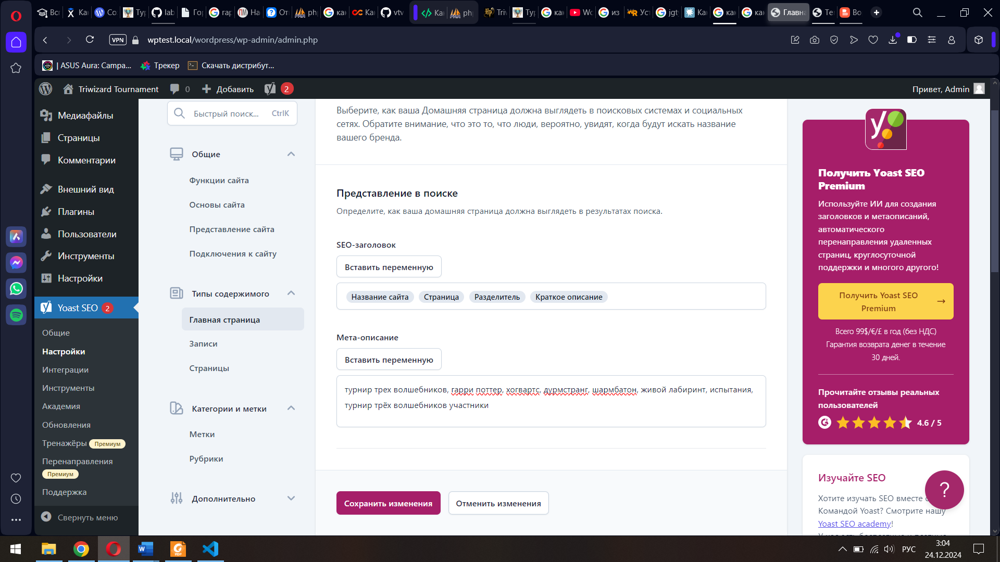 Вс
Ка
Со
Ту
lab
Го
га
На
От
ph
ка
Ка
vtv
Ка
ph
Triv
Ту
ка
Wo
из
Ус
jgt
Ка
ка
ка
Главна
Те
Во
VPN
wptest.local/wordpress/wp-admin/admin.php
| ASUS Aura: Campa...
Трекер
Скачать дистрибут...
Triwizard Tournament
0
Добавить
2
Привет, Admin
Медиафайлы
Страницы
Комментарии
Внешний вид
Плагины
Пользователи
Инструменты
Настройки
Yoast SEO 2
Общие
Настройки
Интеграции
Инструменты
Академия
Обновления
Тренажёры Премиум
Перенаправления
Премиум
Поддержка
Свернуть меню
Быстрый поиск... CtrlK
Общие
Функции сайта
Основы сайта
Представление сайта
Подключения к сайту
Типы содержимого
Главная страница
Записи
Страницы
Категории и метки
Метки
Рубрики
Дополнительно
Выберите, как ваша Домашняя страница должна выглядеть в поисковых системах и социальных
сетях. Обратите внимание, что это то, что люди, вероятно, увидят, когда будут искать название
вашего бренда.
Представление в поиске
Определите, как ваша домашняя страница должна выглядеть в результатах поиска.
SEO-заголовок
Вставить переменную
Название сайта Страница Разделитель Краткое описание
Мета-описание
Вставить переменную
турнир трех волшебников, гарри поттер, хогвартс, дурмстранг, шармбатон, живой лабиринт, испытания,
турнир трёх волшебников участники
Сохранить изменения
Отменить изменения
Получить Yoast SEO
Premium
Используйте ИИ для создания
заголовков и метаописаний,
автоматического
перенаправления удаленных
страниц, круглосуточной
поддержки и многого другого!
Получить Yoast SEO
Premium
→
Всего 99$/€/£ в год (без НДС)
Гарантия возврата денег в течение
30 дней.
Прочитайте отзывы реальных
пользователей
4.6 / 5
Изучайте SEO
Хотите изучать SEO вместе с
Командой Yoast? Смотрите нашу
Yoast SEO academy!
?
РУС
3:04
24.12.2024